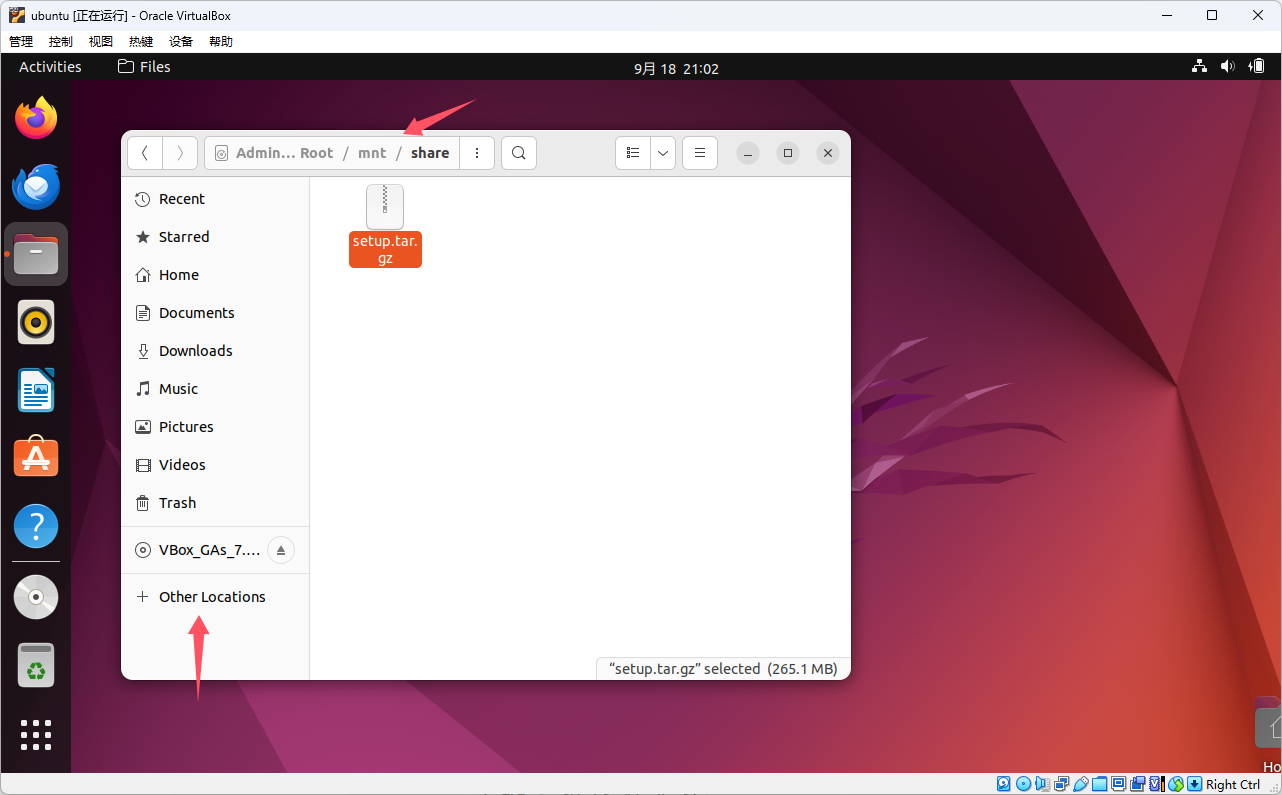 ubuntu [正在运行] - Oracle VirtualBox
管理 控制 视图 热键 设备 帮助
Activities Files 9月 18 21:02
Admin... Root / mnt / share
Recent
Starred
Home
Documents
Downloads
Music
Pictures
Videos
Trash
VBox_GAs_7....
Other Locations
setup.tar.
gz
“setup.tar.gz” selected (265.1 MB)
Ho
Right Ctrl